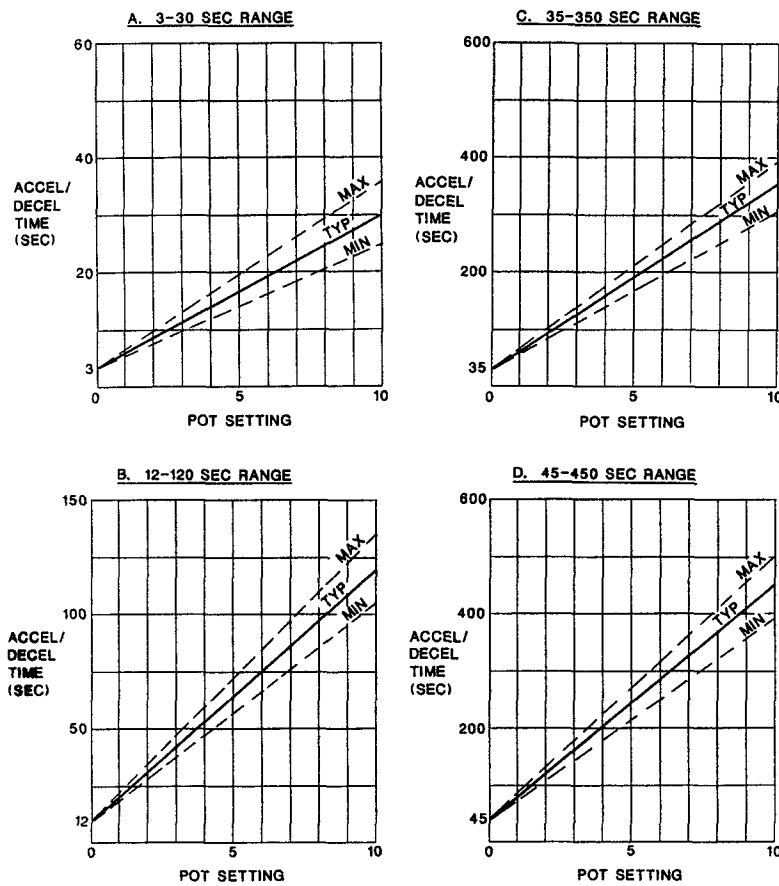 A. 3-30 SEC RANGE
60
40
20
3
ACCEL/
DECEL
TIME
(SEC)
MAX
TYP
MIN
0
5
10
POT SETTING
C. 35-350 SEC RANGE
600
400
200
35
ACCEL/
DECEL
TIME
(SEC)
MAX
TYP
MIN
0
5
10
POT SETTING
B. 12-120 SEC RANGE
150
100
50
12
ACCEL/
DECEL
TIME
(SEC)
MAX
TYP
MIN
0
5
10
POT SETTING
D. 45-450 SEC RANGE
600
400
200
45
ACCEL/
DECEL
TIME
(SEC)
MAX
TYP
MIN
0
5
10
POT SETTING